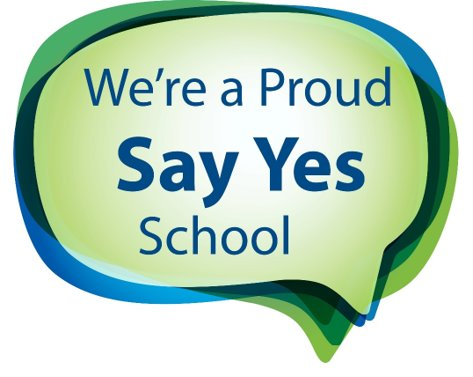 We’re a Proud
Say Yes
School